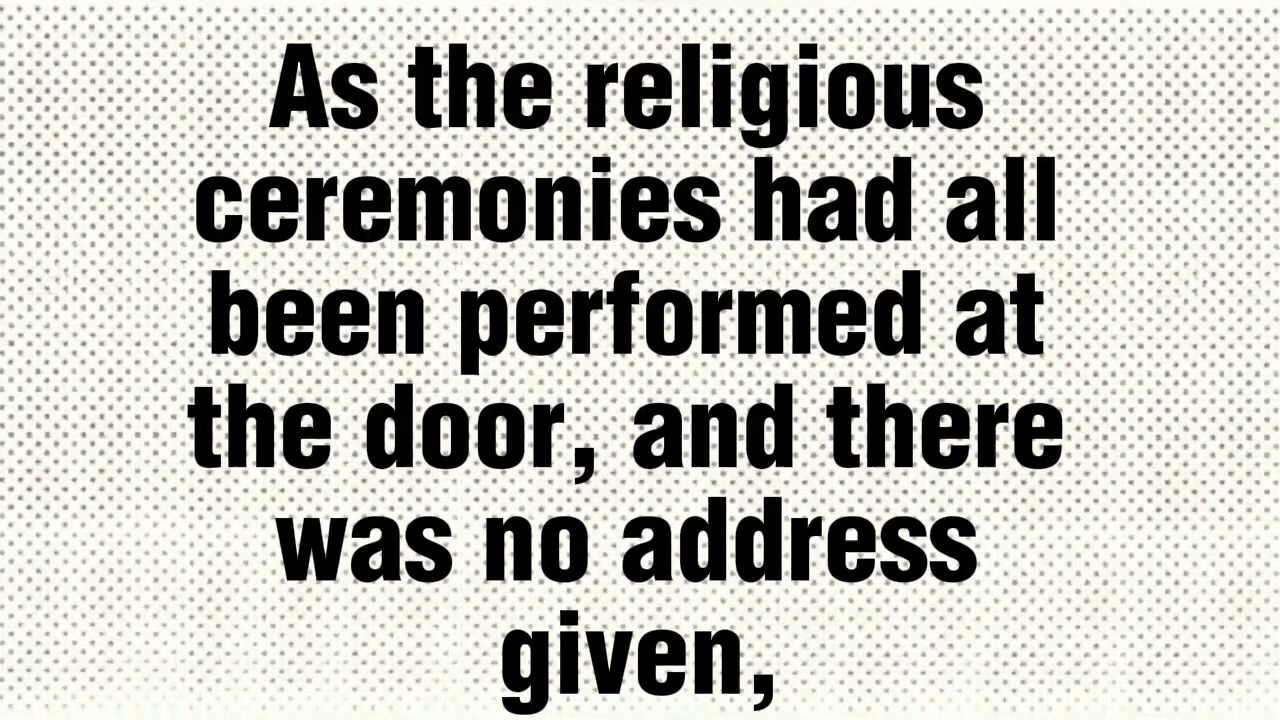 As the religious
ceremonies had all
been performed at
the door, and there
was no address
given,